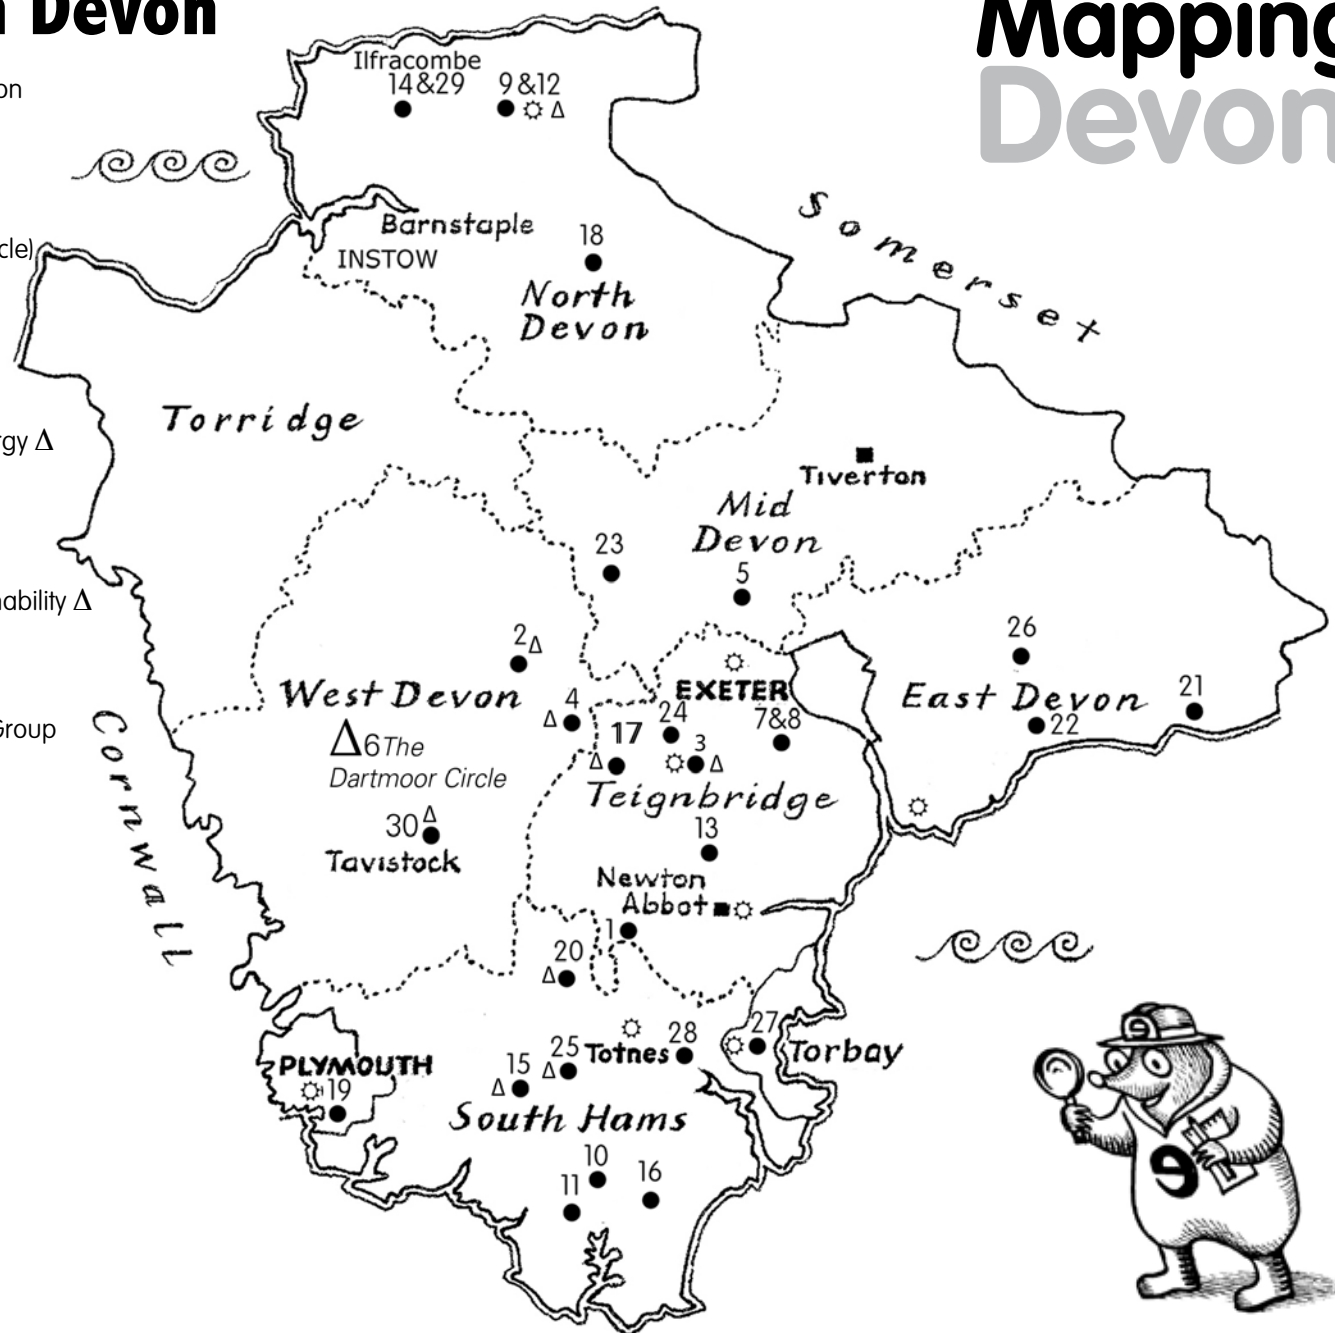 Devon
Mapping
Devon
on
cle)
rgy Δ
ability Δ
Group
Ilfracombe
14&29
9&12
Δ
Barnstaple
INSTOW
18
North
Devon
Somerset
Torridge
Tiverton
Mid
Devon
23
5
2Δ
West Devon
EXETER
26
East Devon
21
22
4
Δ
17
Δ
24
3
Δ
7&8
Teignbridge
Δ6 The
Dartmoor Circle
Cornwall
30
Δ
Tavistock
13
Newton
Abbot
1
20
Δ
Totnes
28
27
Torbay
PLYMOUTH
19
15
Δ
25
Δ
South Hams
10
11
16
e
e